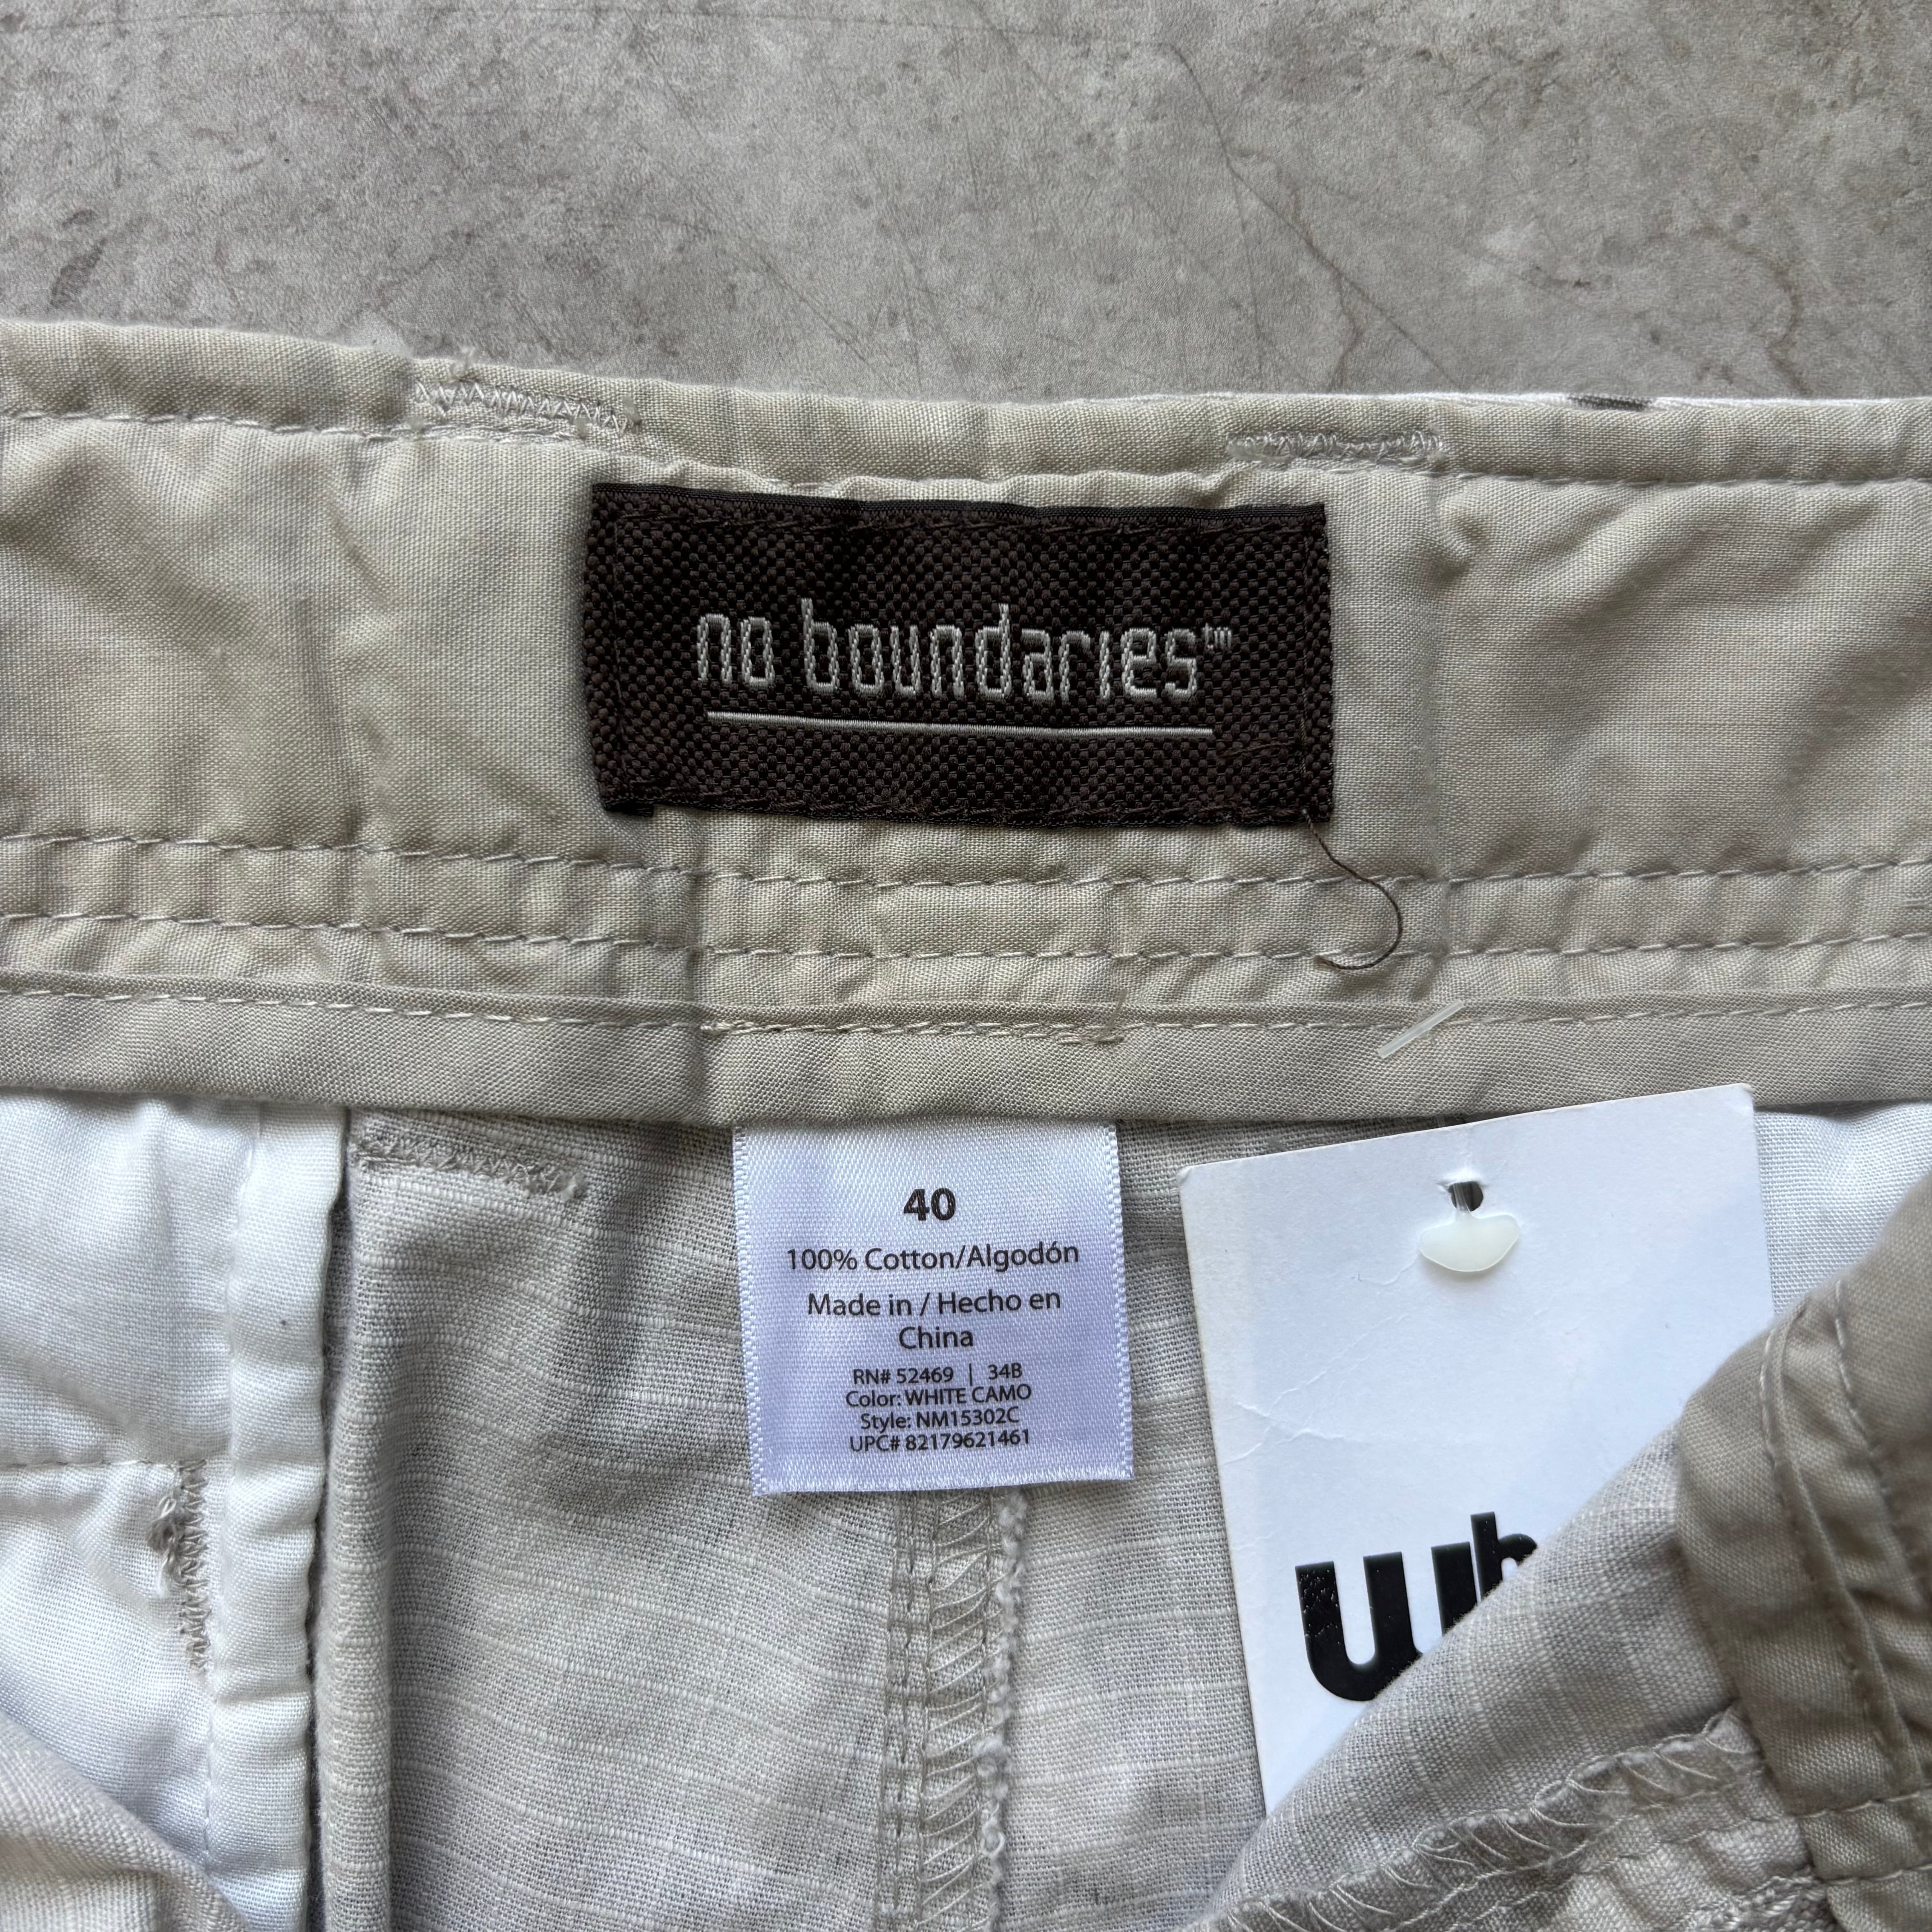 no boundaries™
40
100% Cotton/Algodón
Made in / Hecho en
China
RN# 52469 | 34B
Color: WHITE CAMO
Style: NM15302C
UPC# 82179621461